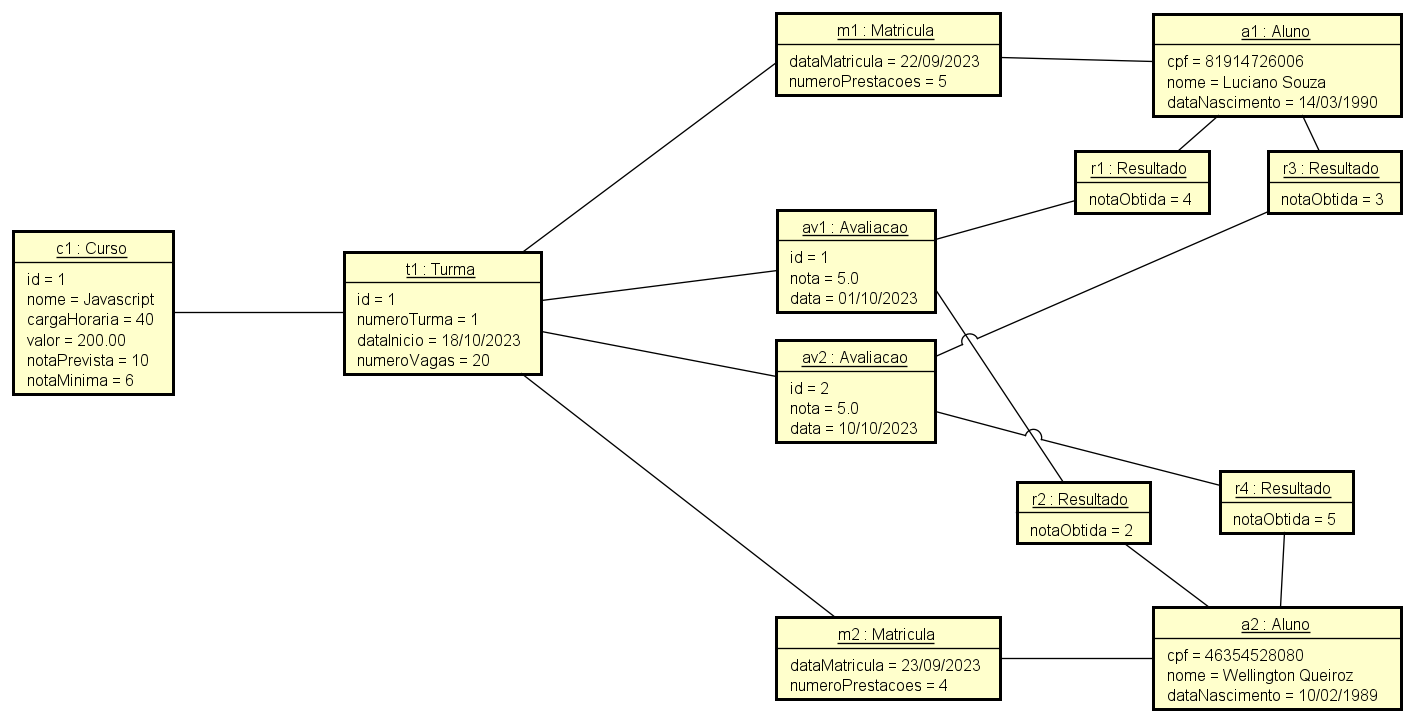 m1 : Matricula
dataMatricula = 22/09/2023
numeroPrestacoes = 5
a1 : Aluno
cpf = 81914726006
nome = Luciano Souza
dataNascimento = 14/03/1990
r1 : Resultado
notaObtida = 4
r3 : Resultado
notaObtida = 3
c1 : Curso
id = 1
nome = Javascript
cargaHoraria = 40
valor = 200.00
notaPrevista = 10
notaMinima = 6
t1 : Turma
id = 1
numeroTurma = 1
dataInicio = 18/10/2023
numeroVagas = 20
av1 : Avaliacao
id = 1
nota = 5.0
data = 01/10/2023
av2 : Avaliacao
id = 2
nota = 5.0
data = 10/10/2023
r2 : Resultado
notaObtida = 2
r4 : Resultado
notaObtida = 5
m2 : Matricula
dataMatricula = 23/09/2023
numeroPrestacoes = 4
a2 : Aluno
cpf = 46354528080
nome = Wellington Queiroz
dataNascimento = 10/02/1989